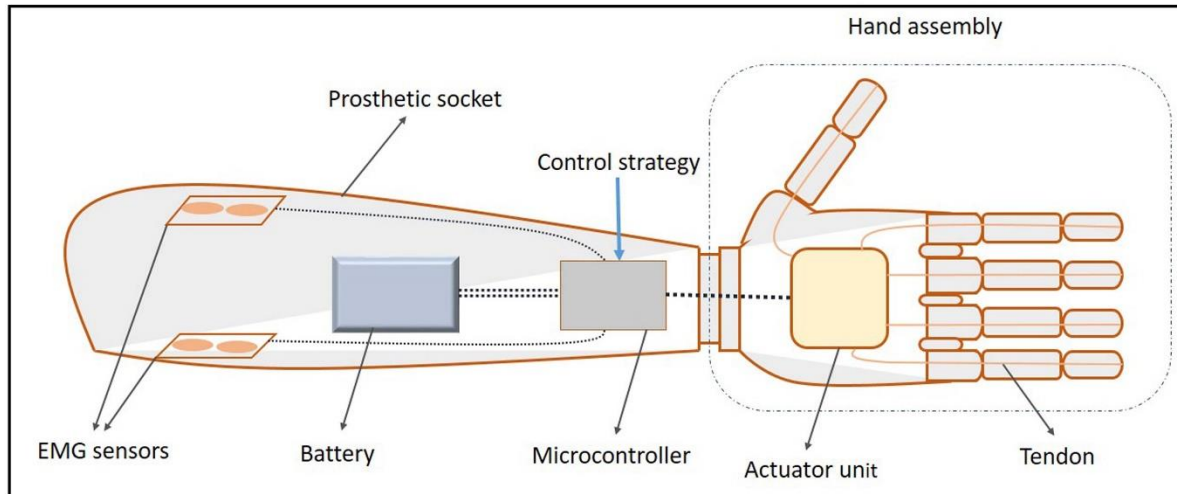 Hand assembly
Prosthetic socket
Control strategy
EMG sensors
Battery
Microcontroller
Actuator unit
Tendon